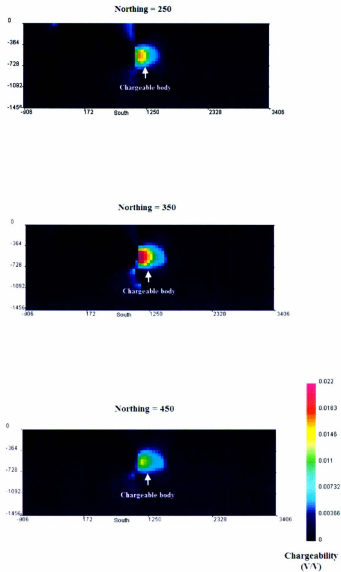 Northing = 250
0
-364
-728
-1092
-1456
-906 172 South 1250 2328 3406
Chargeable body
Northing = 350
0
-364
-728
-1092
-1456
-906 172 South 1250 2328 3406
Chargeable body
Northing = 450
0
-364
-728
-1092
-1456
-906 172 South 1250 2328 3406
Chargeable body
0.022
0.0183
0.0146
0.011
0.00732
0.00366
0
Chargeability
(V/V)